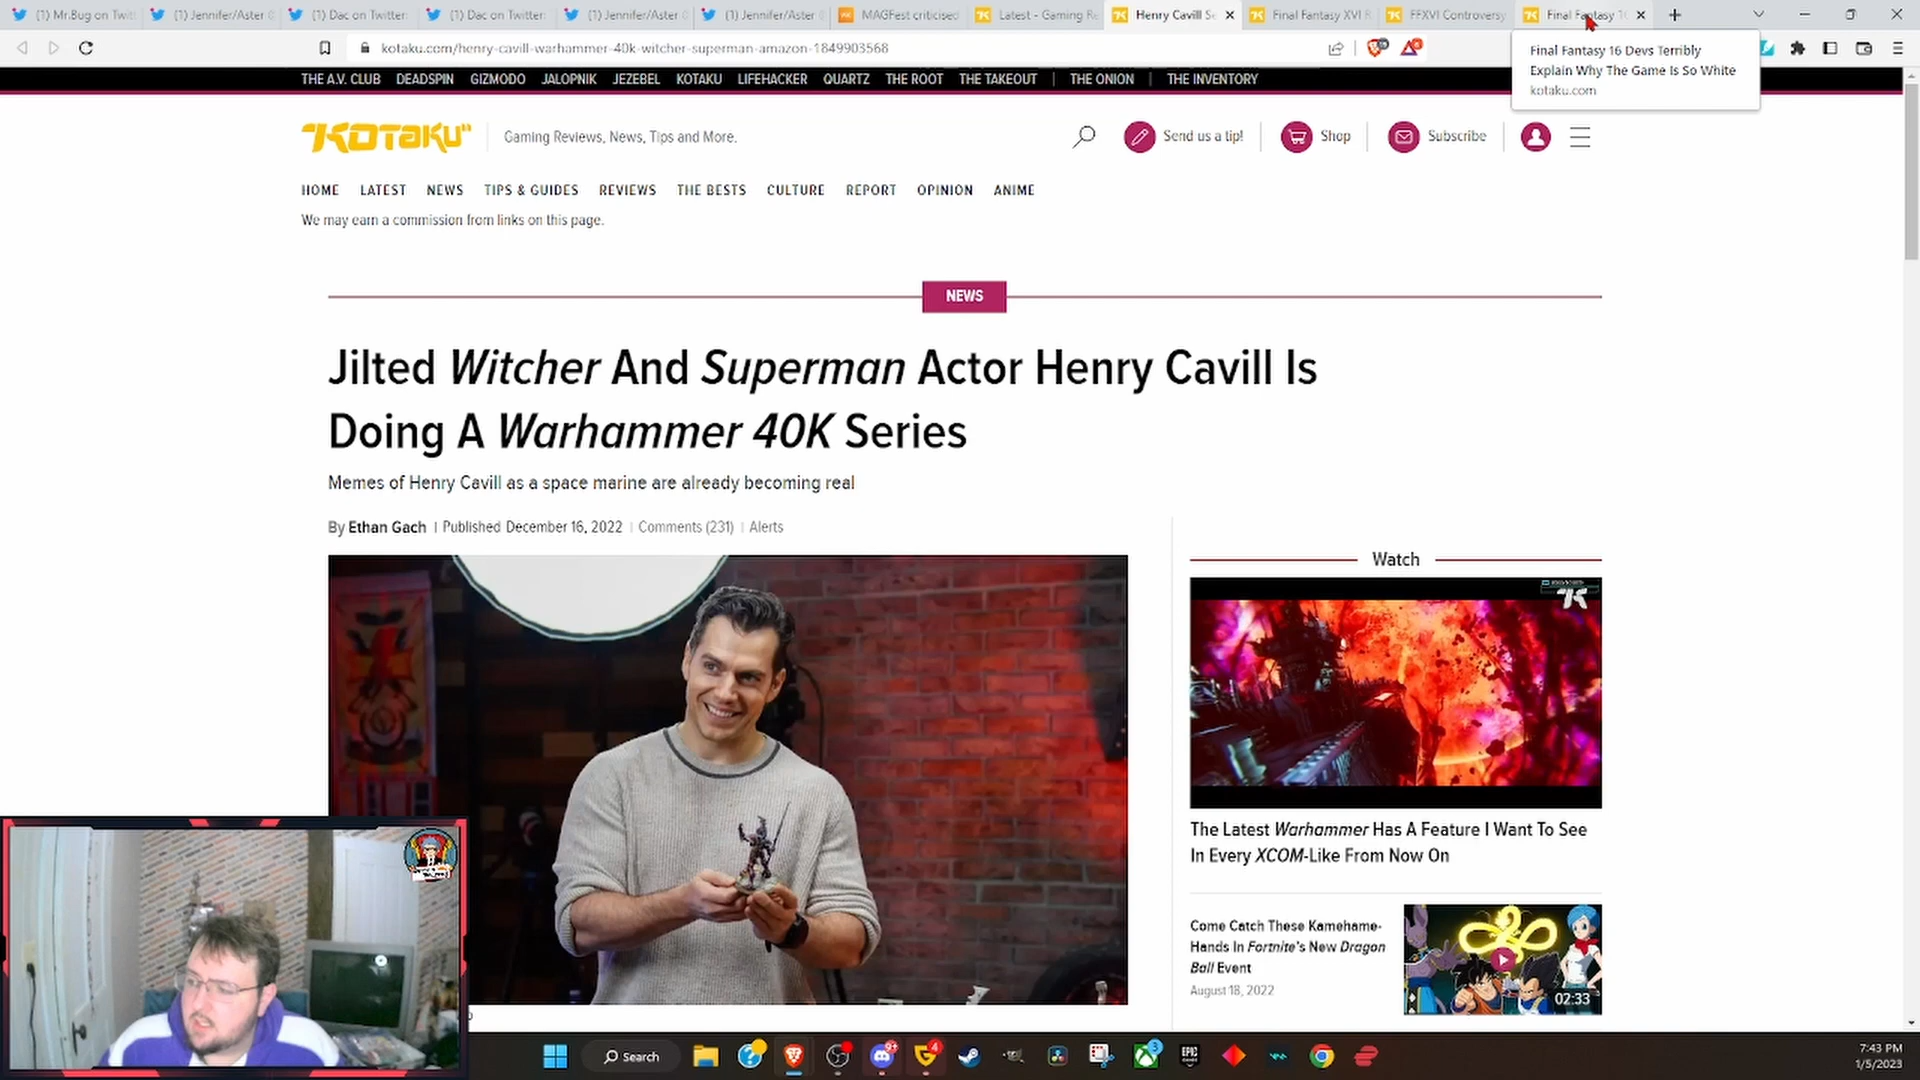 (1) Mr.Bug on Twit
(1) Jennifer/Aster
(1) Dac on Twitter:
(1) Dac on Twitter:
(1) Jennifer/Aster
(1) Jennifer/Aster
MAGFest criticised
Latest - Gaming Re
Henry Cavill Se
Final Fantasy XVI R
FFXVI Controversy
Final Fantasy 16
kotaku.com/henry-cavill-warhammer-40k-witcher-superman-amazon-1849903568
Final Fantasy 16 Devs Terribly
Explain Why The Game Is So White
kotaku.com
THE A.V. CLUB DEADSPIN GIZMODO JALOPNIK JEZEBEL KOTAKU LIFEHACKER QUARTZ THE ROOT THE TAKEOUT | THE ONION | THE INVENTORY
KOTAKU
Gaming Reviews, News, Tips and More.
Send us a tip!
Shop
Subscribe
HOME LATEST NEWS TIPS & GUIDES REVIEWS THE BESTS CULTURE REPORT OPINION ANIME
We may earn a commission from links on this page.
NEWS
Jilted Witcher And Superman Actor Henry Cavill Is
Doing A Warhammer 40K Series
Memes of Henry Cavill as a space marine are already becoming real
By Ethan Gach | Published December 16, 2022 | Comments (231) | Alerts
Watch
The Latest Warhammer Has A Feature I Want To See
In Every XCOM-Like From Now On
Come Catch These Kamehame-
Hands In Fortnite's New Dragon
Ball Event
August 18, 2022
02:33
Search
EPIC
9+
4
3
7:43 PM
1/5/2023